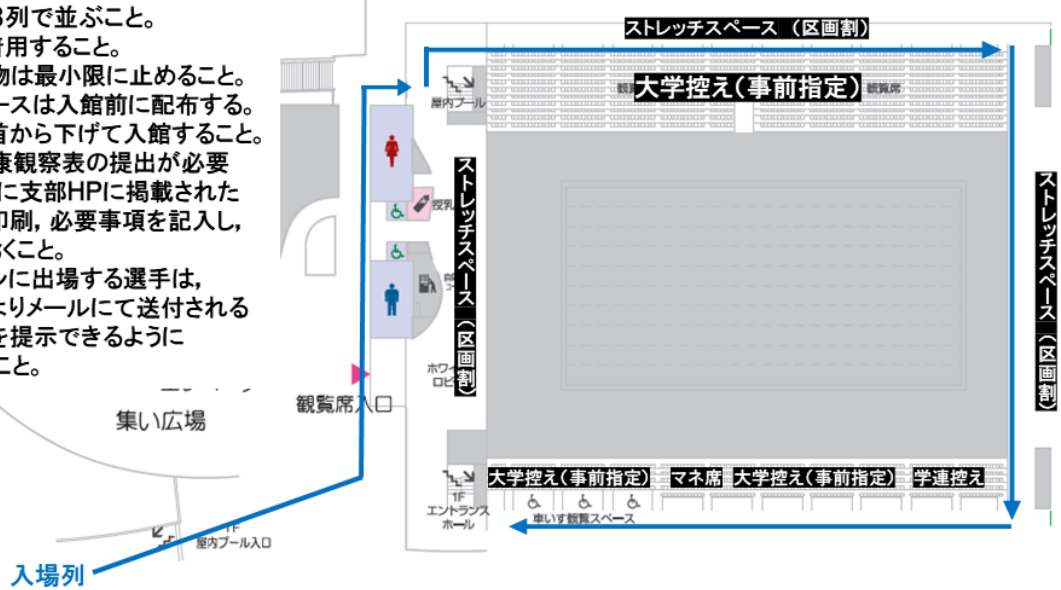 3列で並ぶこと。
着用すること。
物は最小限に止めること。
ースは入館前に配布する。
首から下げて入館すること。
康観察表の提出が必要
に支部HPに掲載された
印刷，必要事項を記入し，
くこと。
ンに出場する選手は，
よりメールにて送付される
を提示できるように
こと。
集い広場
1F
屋内プール入口
入場列
観覧席入口
屋内プール
授乳
ホワイ
ロビ
1F
エントランス
ホール
ストレッチスペース （区画割）
ストレッチスペース （区画割）
大学控え（事前指定）
観覧席
大学控え（事前指定）
マネ席
大学控え（事前指定）
学連控え
車いす観覧スペース
ストレッチスペース （区画割）